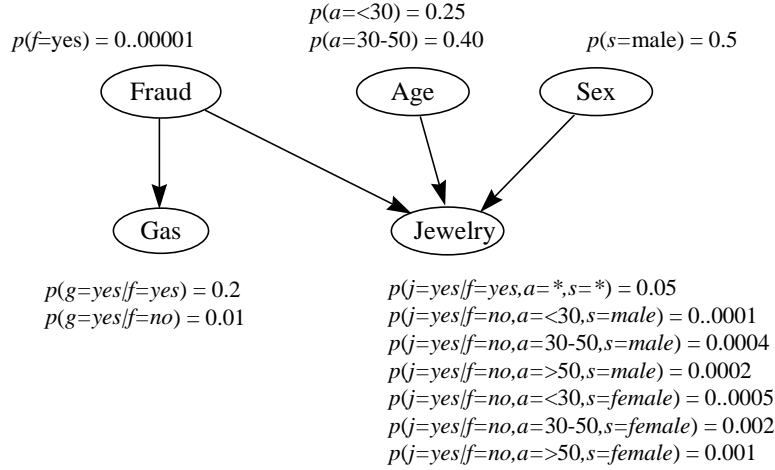 p(a=<30) = 0.25
p(f=yes) = 0..00001
p(a=30-50) = 0.40
p(s=male) = 0.5
Fraud
Age
Sex
Gas
Jewelry
p(g=yes|f=yes) = 0.2
p(g=yes|f=no) = 0.01
p(j=yes|f=yes,a=*,s=*) = 0.05
p(j=yes|f=no,a=<30,s=male) = 0..0001
p(j=yes|f=no,a=30-50,s=male) = 0.0004
p(j=yes|f=no,a=>50,s=male) = 0.0002
p(j=yes|f=no,a=<30,s=female) = 0..0005
p(j=yes|f=no,a=30-50,s=female) = 0.002
p(j=yes|f=no,a=>50,s=female) = 0.001